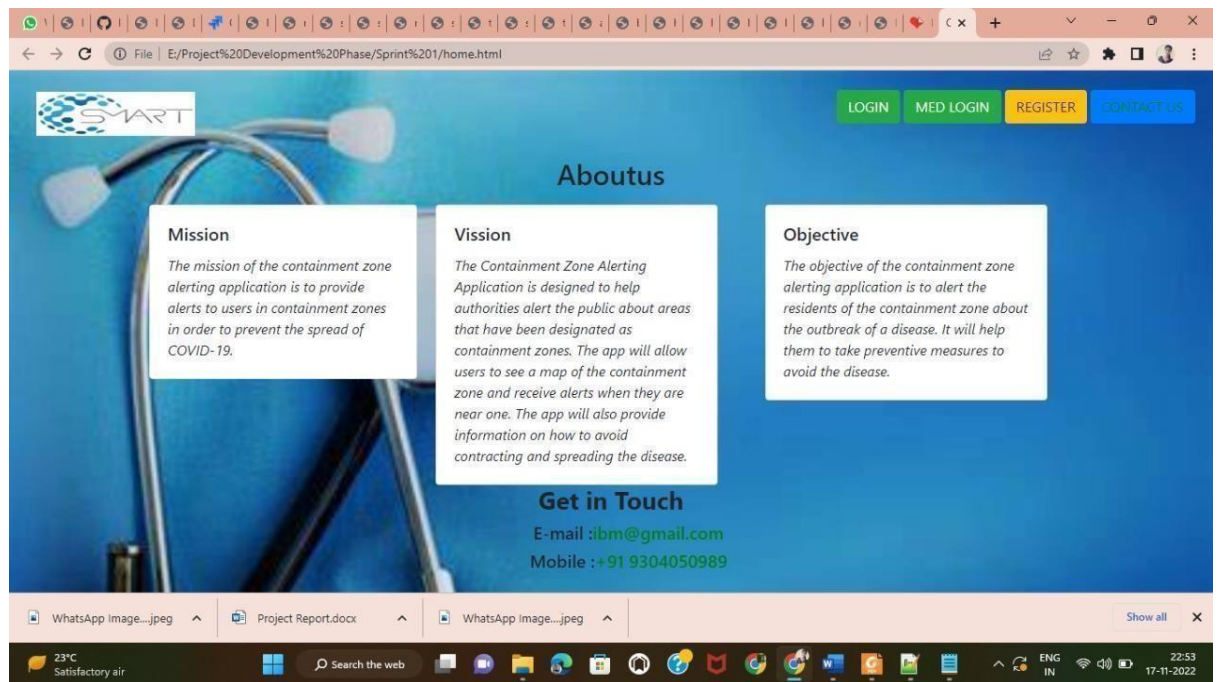 File | E:/Project%20Development%20Phase/Sprint%201/home.html
SMART
LOGIN
MED LOGIN
REGISTER
CONTACT US
Aboutus
Mission
The mission of the containment zone
alerting application is to provide
alerts to users in containment zones
in order to prevent the spread of
COVID-19.
Vission
The Containment Zone Alerting
Application is designed to help
authorities alert the public about areas
that have been designated as
containment zones. The app will allow
users to see a map of the containment
zone and receive alerts when they are
near one. The app will also provide
information on how to avoid
contracting and spreading the disease.
Objective
The objective of the containment zone
alerting application is to alert the
residents of the containment zone about
the outbreak of a disease. It will help
them to take preventive measures to
avoid the disease.
Get in Touch
E-mail :ibm@gmail.com
Mobile :+91 9304050989
WhatsApp Image....jpeg
Project Report.docx
WhatsApp Image....jpeg
Show all
23°C
Satisfactory air
Search the web
ENG
IN
22:53
17-11-2022